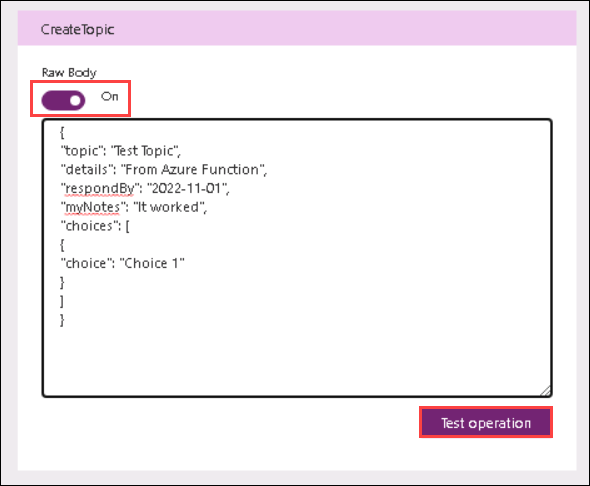 CreateTopic
Raw Body
On
{
"topic": "Test Topic",
"details": "From Azure Function",
"respondBy": "2022-11-01",
"myNotes": "It worked",
"choices": [
{
"choice": "Choice 1"
}
]
}
Test operation